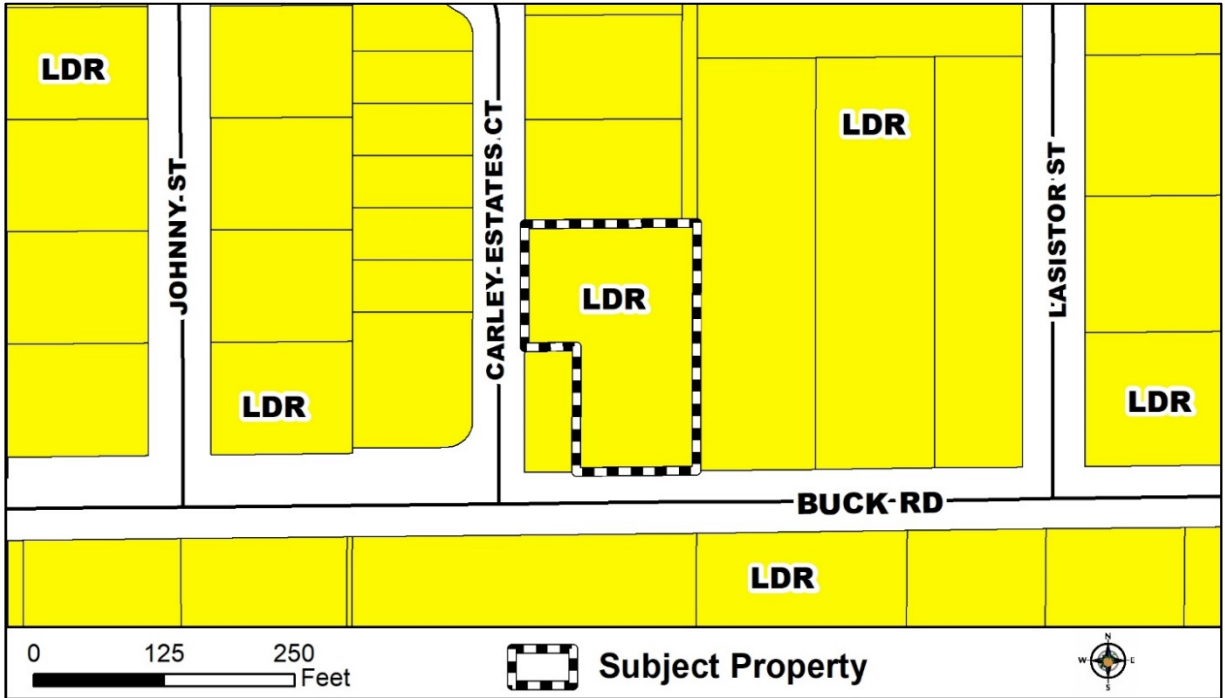 LDR
LDR
JOHNNY ST
CARLEY ESTATES CT
LASISTOR ST
LDR
LDR
LDR
BUCK RD
LDR
0 125 250
Feet
Subject Property
N
W E
S